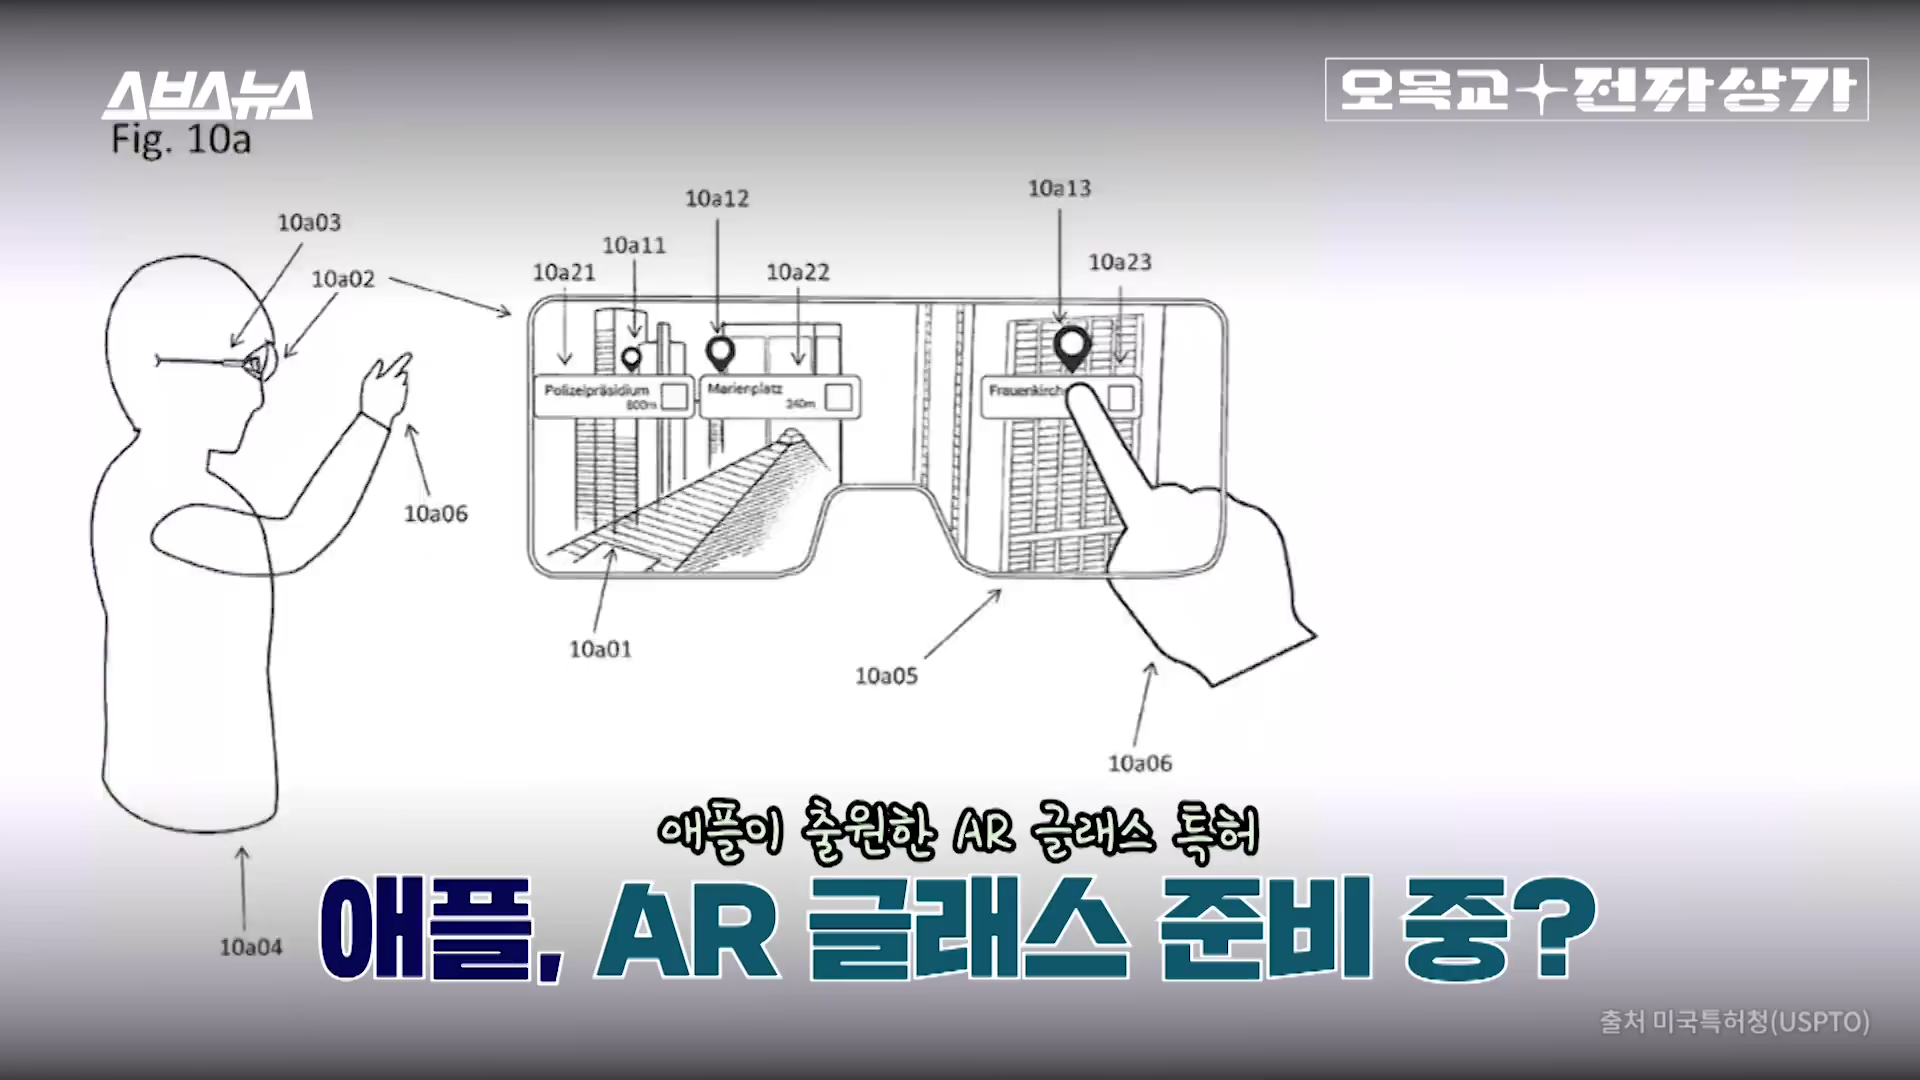 스브스뉴스
오목교 전자상가
Fig. 10a
10a03
10a02
10a21
10a11
10a12
10a22
10a13
10a23
Polizeipräsidium
800m
Marienplatz
240m
Frauenkirche
10a06
10a01
10a05
10a06
10a04
애플이 출원한 AR 글래스 특허
애플, AR 글래스 준비 중?
출처 미국특허청(USPTO)